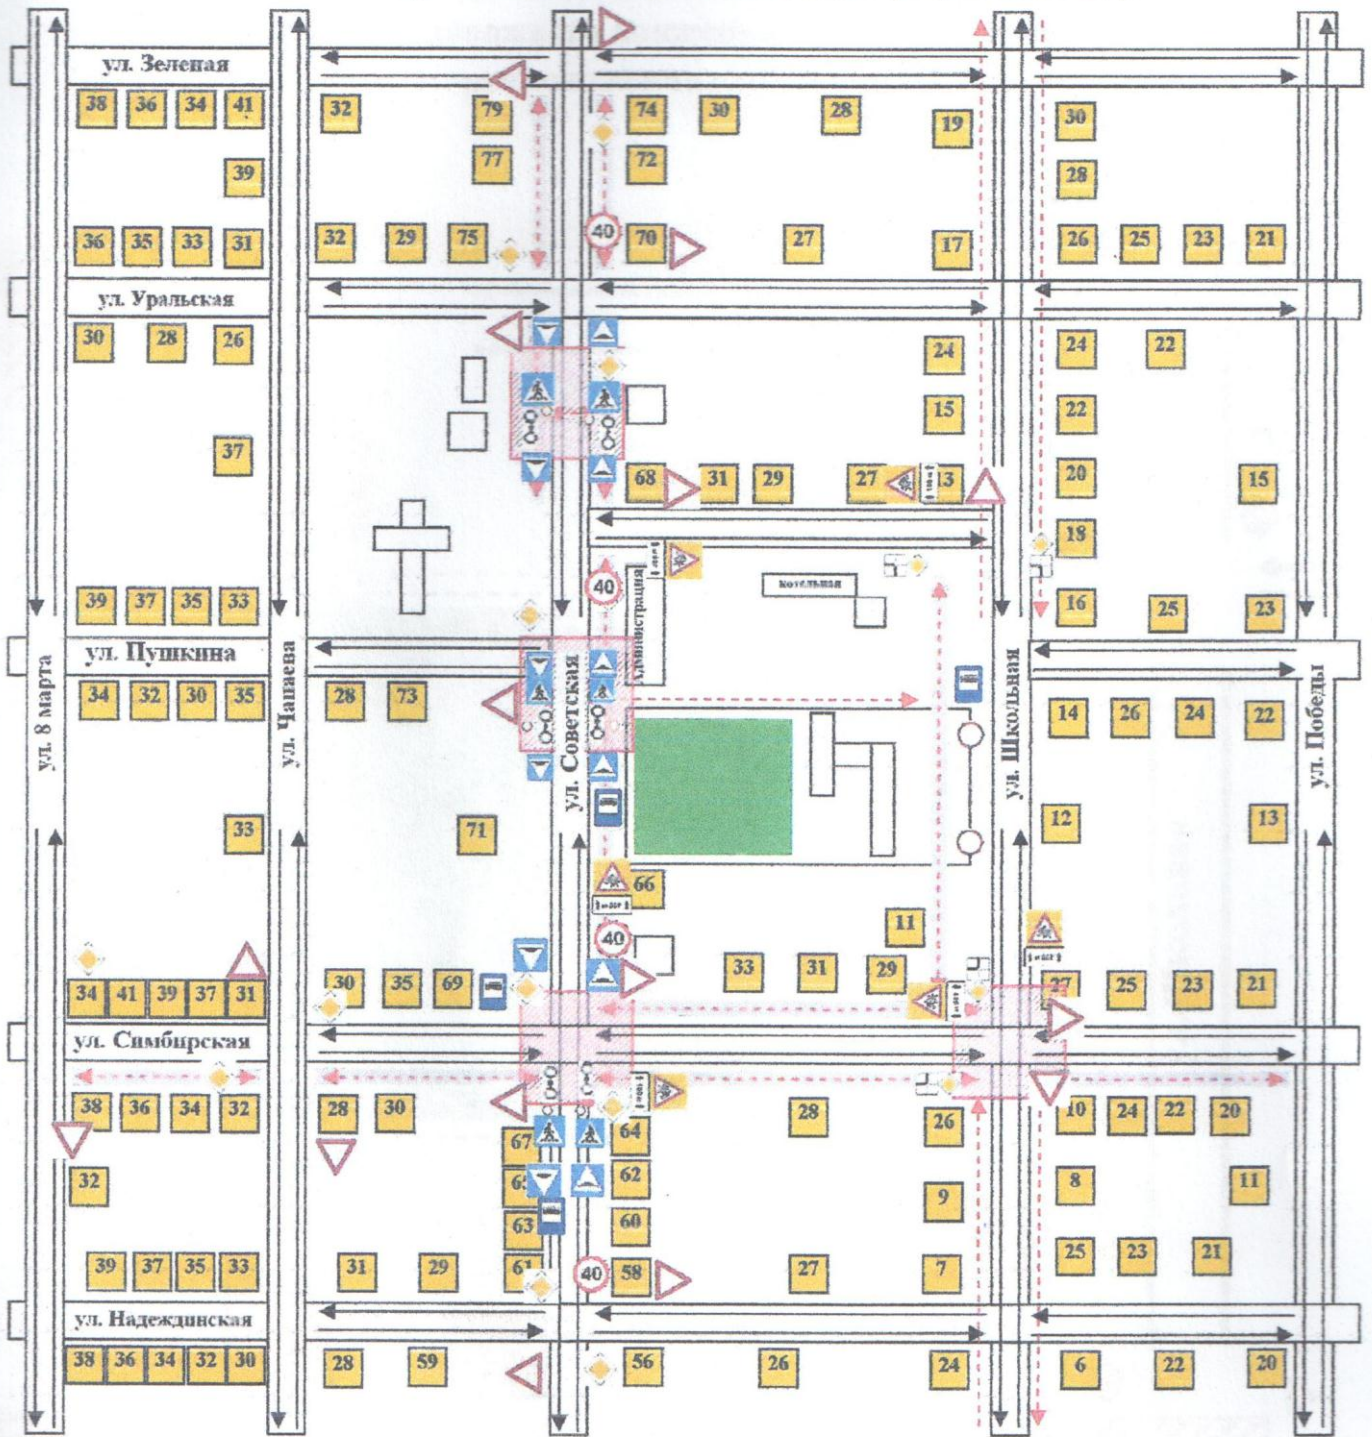 ул. Зеленая
38 36 34 41 32 79 74 30 28 19 30
39 77 72 28
40
36 35 33 31 32 29 75 70 27 17 26 25 23 21
ул. Уральская
30 28 26 24 24 22
15 22
37 68 31 29 27 13 20 15
18
40
Администрация
котельная
39 37 35 33 16 25 23
ул. Пушкина
34 32 30 35 28 73 14 26 24 22
ул. 8 марта
ул. Чапаева
ул. Советская
ул. Школьная
ул. Победы
33 71 12 13
66
11
40
34 41 39 37 31 30 35 69 33 31 29 27 25 23 21
ул. Симбирская
38 36 34 32 28 30 67 64 28 26 10 24 22 20
32 65 62 9 8 11
63 60
39 37 35 33 31 29 61 40 58 27 7 25 23 21
ул. Надеждинская
38 36 34 32 30 28 59 56 26 24 6 22 20